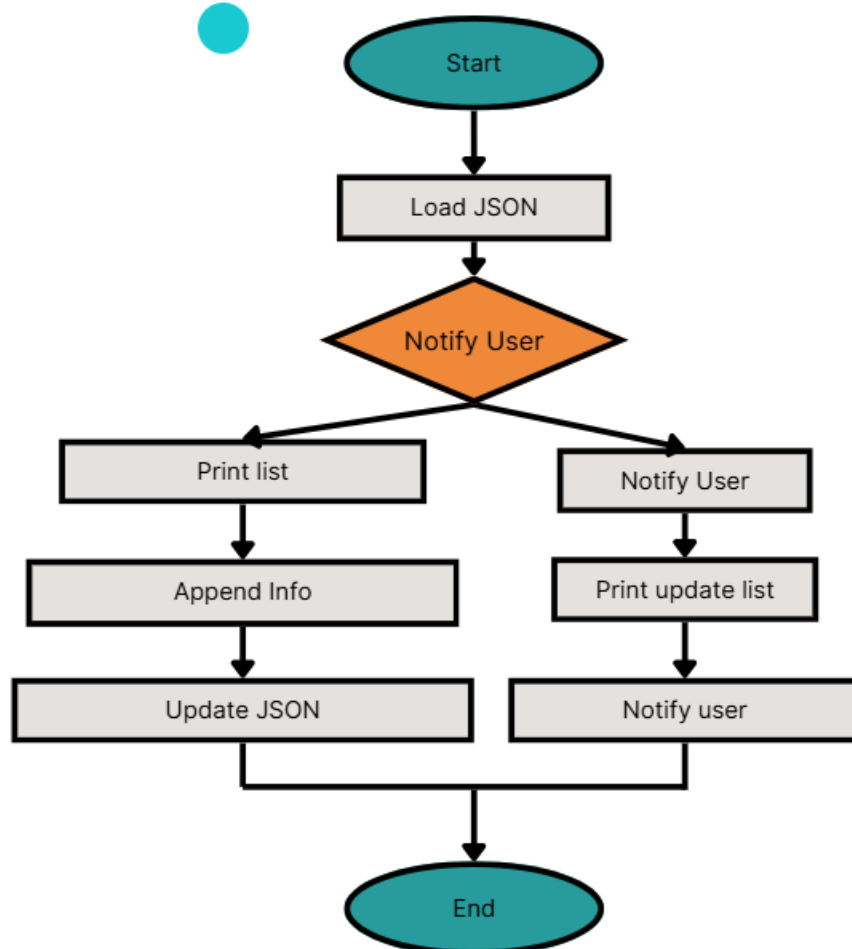 Start
Load JSON
Notify User
Print list
Notify User
Append Info
Print update list
Update JSON
Notify user
End